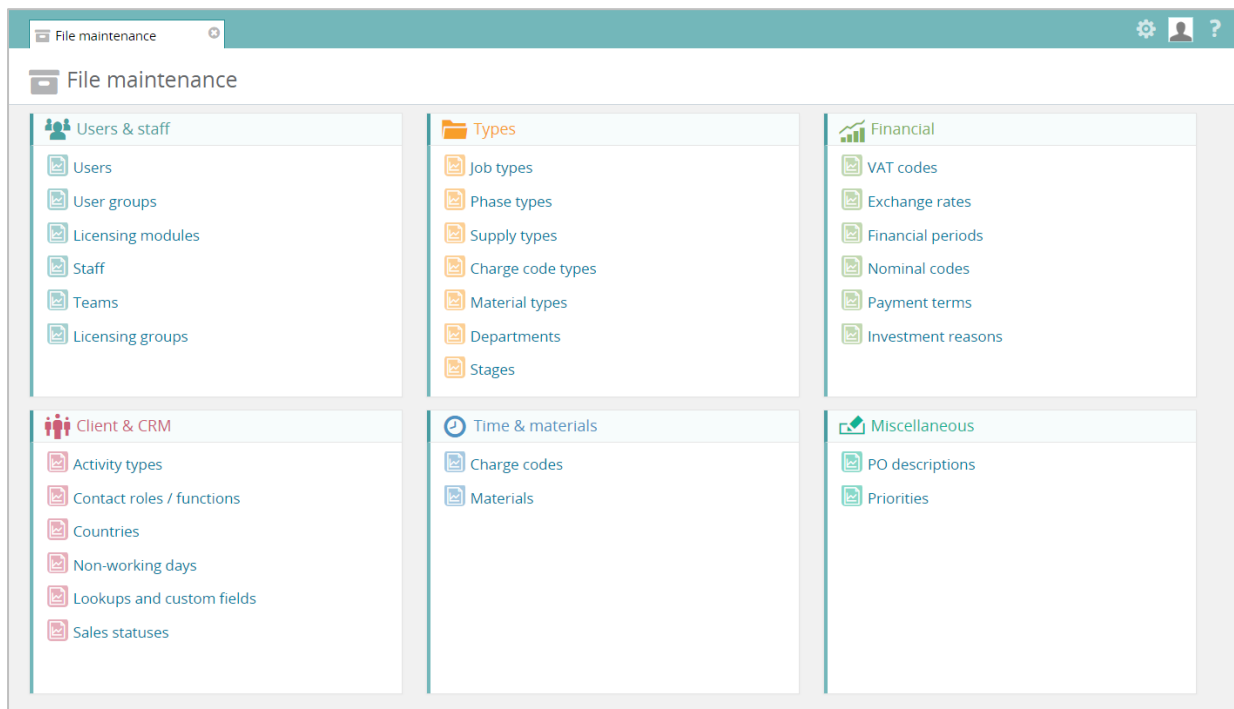 File maintenance
?
File maintenance
Users & staff
Users
User groups
Licensing modules
Staff
Teams
Licensing groups
Types
Job types
Phase types
Supply types
Charge code types
Material types
Departments
Stages
Financial
VAT codes
Exchange rates
Financial periods
Nominal codes
Payment terms
Investment reasons
Client & CRM
Activity types
Contact roles / functions
Countries
Non-working days
Lookups and custom fields
Sales statuses
Time & materials
Charge codes
Materials
Miscellaneous
PO descriptions
Priorities